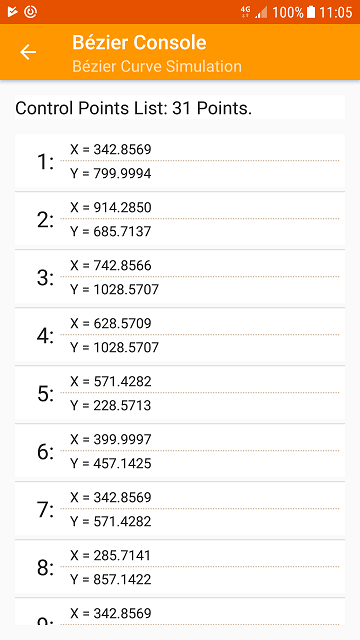 4G 100% 11:05
Bézier Console
Bézier Curve Simulation
Control Points List: 31 Points.
1:
X = 342.8569
Y = 799.9994
2:
X = 914.2850
Y = 685.7137
3:
X = 742.8566
Y = 1028.5707
4:
X = 628.5709
Y = 1028.5707
5:
X = 571.4282
Y = 228.5713
6:
X = 399.9997
Y = 457.1425
7:
X = 342.8569
Y = 571.4282
8:
X = 285.7141
Y = 857.1422
9:
X = 342.8569